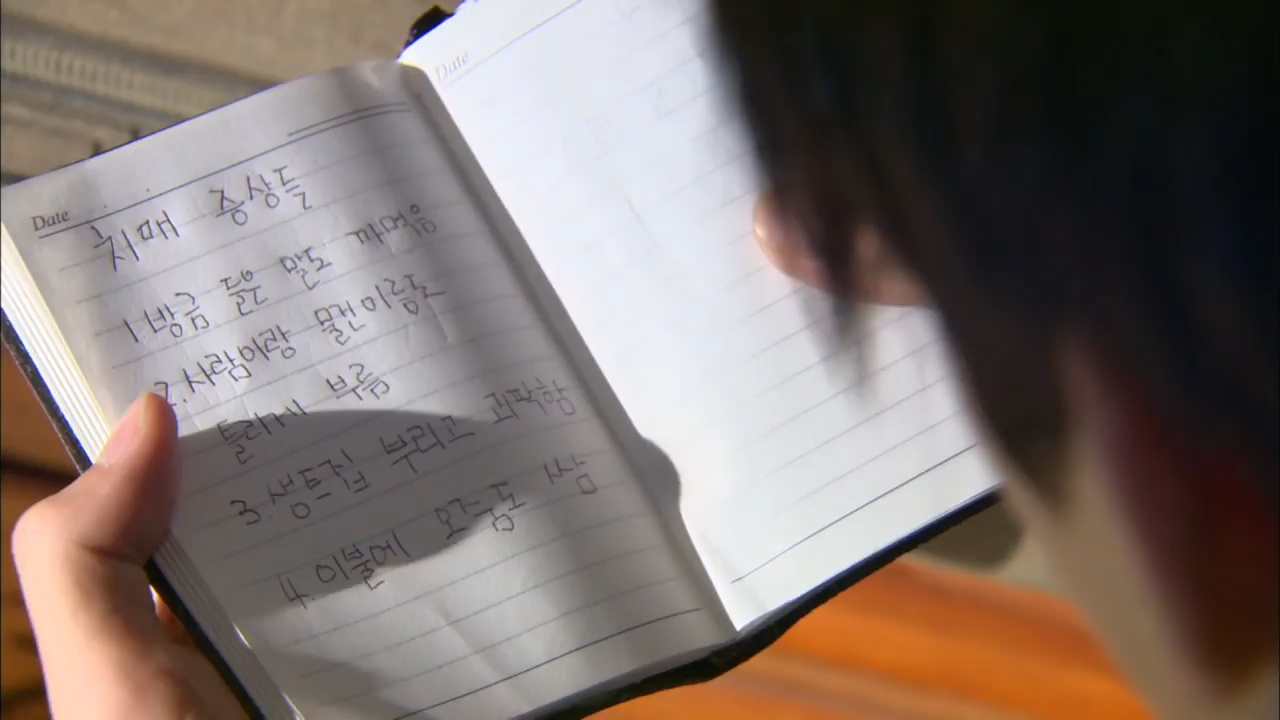 Date
치매 증상들
1. 방금 들은 말도 까먹음
2. 사람이랑 물건이름도
틀리게 부름
3. 생트집 부리고 괴팍함
4. 이불에 오줌도 쌈
Date